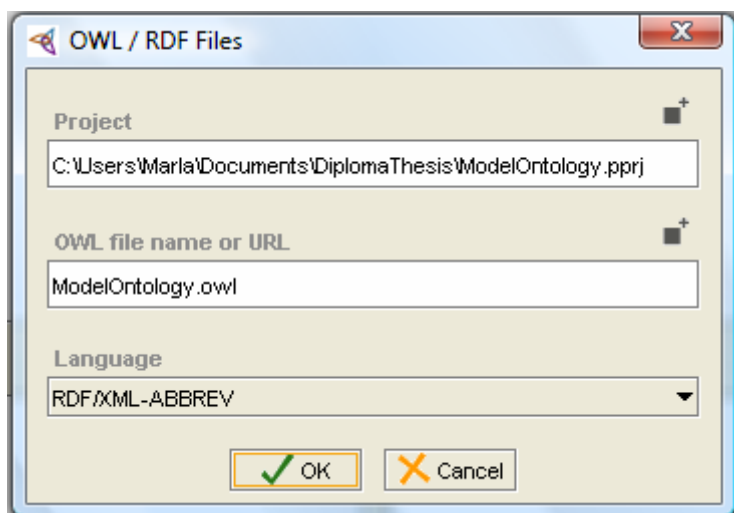 OWL / RDF Files
Project
C:\Users\Marla\Documents\DiplomaThesis\ModelOntology.pprj
OWL file name or URL
ModelOntology.owl
Language
RDF/XML-ABBREV
OK Cancel